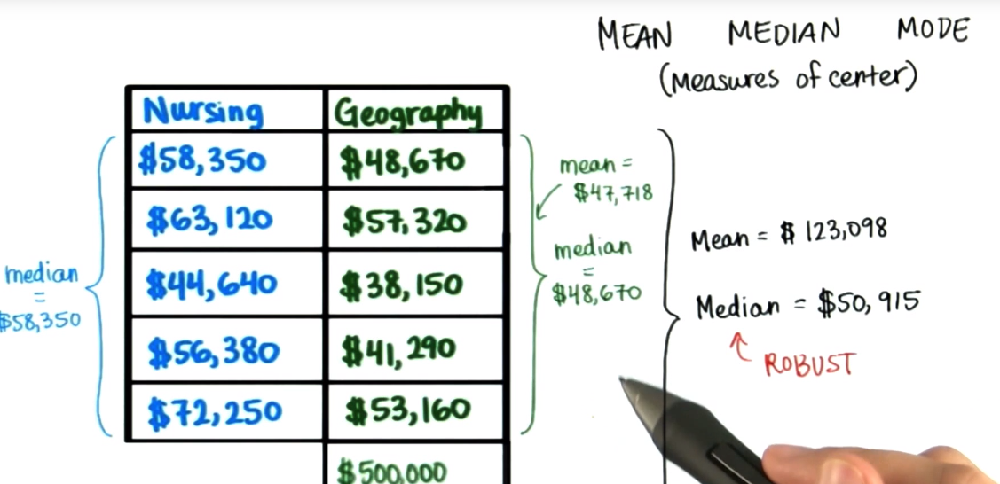 MEAN MEDIAN MODE
(Measures of center)
Nursing Geography
$58,350 $48,670
$63,120 $57,320
$44,640 $38,150
$56,380 $41,290
$72,250 $53,160
$500,000
median
=
$58,350
mean =
$47,718
median
=
$48,670
Mean = $ 123,098
Median = $50,915
ROBUST